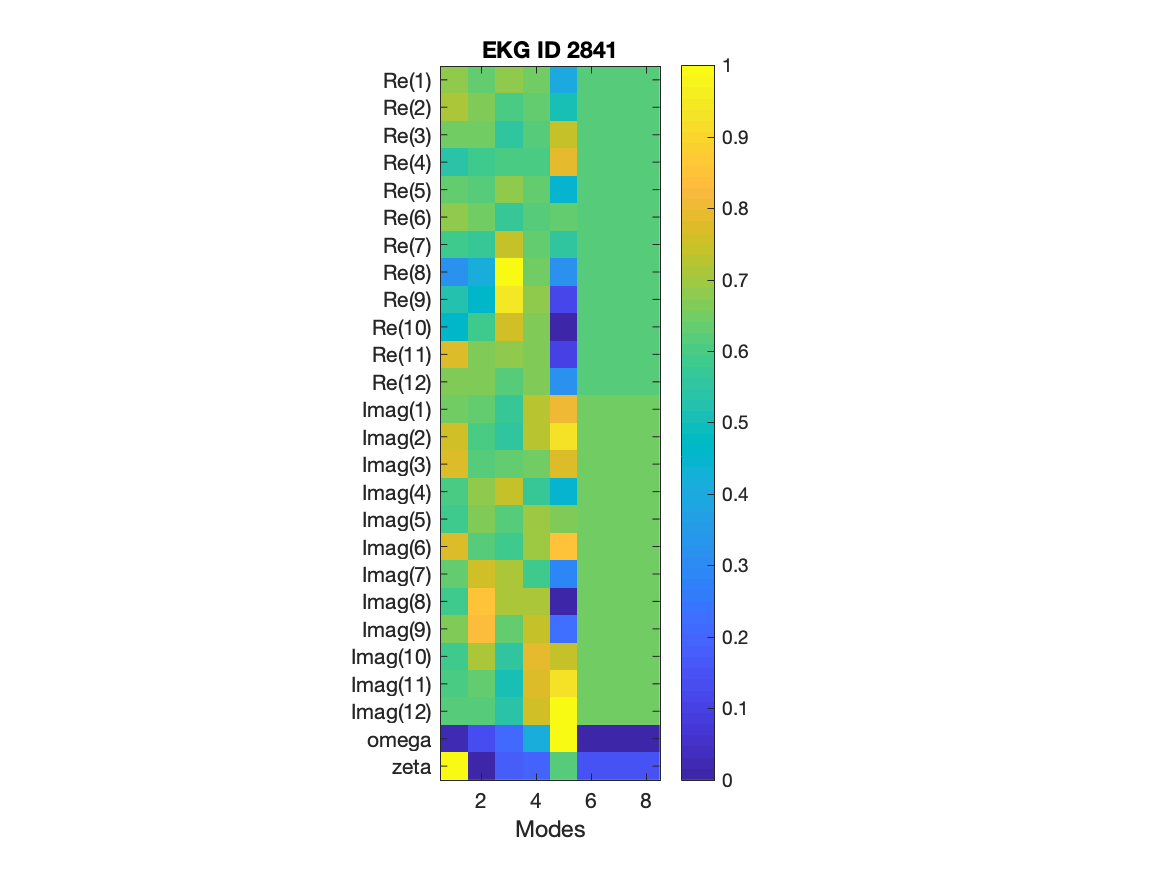 EKG ID 2841
Re(1)
Re(2)
Re(3)
Re(4)
Re(5)
Re(6)
Re(7)
Re(8)
Re(9)
Re(10)
Re(11)
Re(12)
Imag(1)
Imag(2)
Imag(3)
Imag(4)
Imag(5)
Imag(6)
Imag(7)
Imag(8)
Imag(9)
Imag(10)
Imag(11)
Imag(12)
omega
zeta
2 4 6 8
Modes
1
0.9
0.8
0.7
0.6
0.5
0.4
0.3
0.2
0.1
0